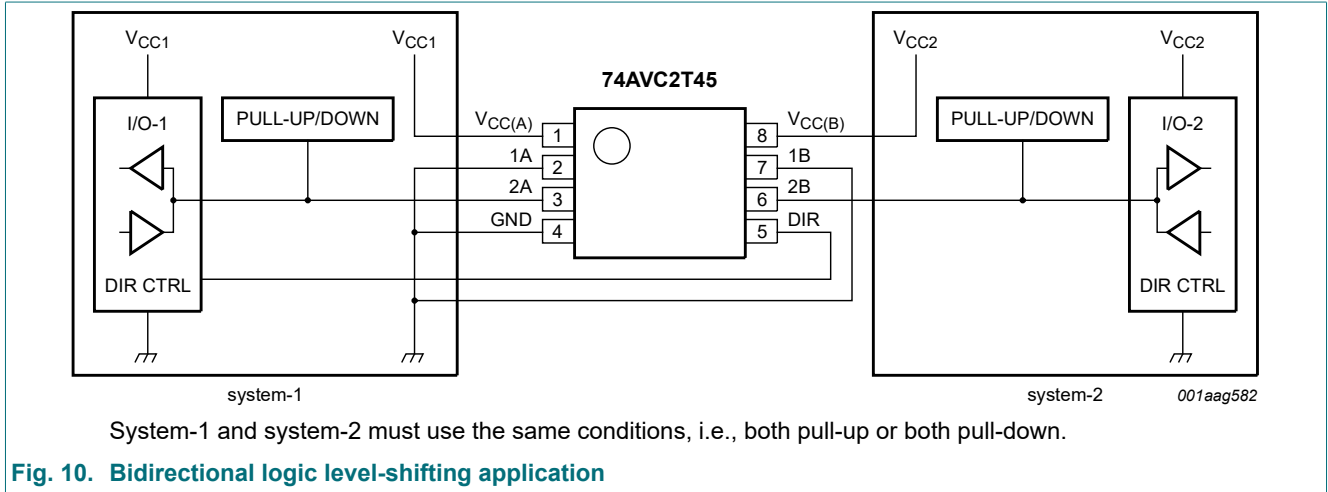 VCC1 VCC1 VCC2 VCC2
74AVC2T45
I/O-1 PULL-UP/DOWN PULL-UP/DOWN I/O-2
VCC(A) 1 8 VCC(B)
1A 2 7 1B
2A 3 6 2B
GND 4 5 DIR
DIR CTRL DIR CTRL
system-1 system-2 001aag582
System-1 and system-2 must use the same conditions, i.e., both pull-up or both pull-down.
Fig. 10. Bidirectional logic level-shifting application